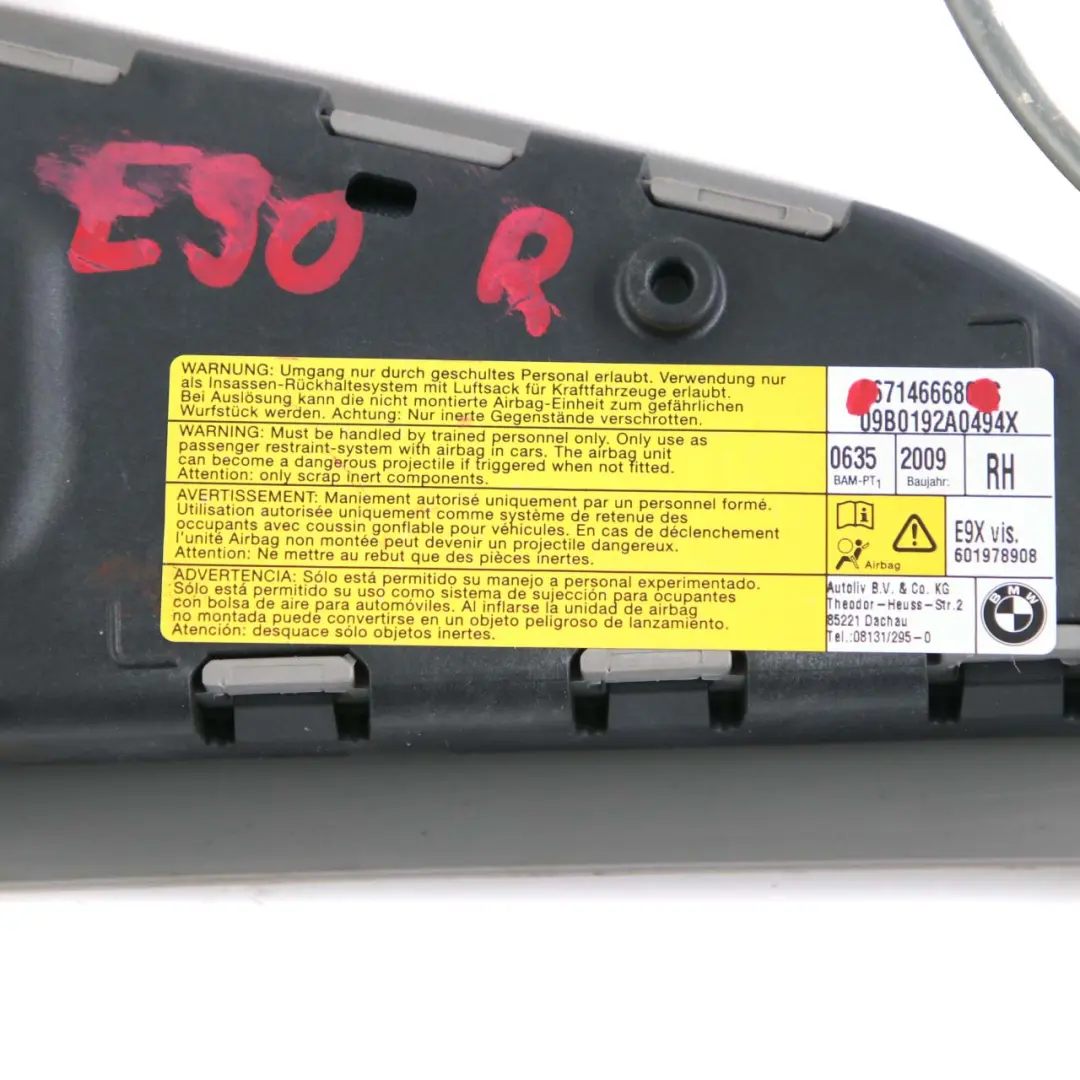 E90 R
WARNUNG: Umgang nur durch geschultes Personal erlaubt. Verwendung nur
als Insassen-Rückhaltesystem mit Luftsack für Kraftfahrzeuge erlaubt.
Bei Auslösung kann die nicht montierte Airbag-Einheit zum gefährlichen
Wurfstück werden. Achtung: Nur inerte Gegenstände verschrotten.
WARNING: Must be handled by trained personnel only. Only use as
passenger restraint-system with airbag in cars. The airbag unit
can become a dangerous projectile if triggered when not fitted.
Attention: only scrap inert components.
AVERTISSEMENT: Maniement autorisé uniquement par un personnel formé.
Utilisation autorisée uniquement comme système de retenue des
occupants avec coussin gonflable pour véhicules. En cas de déclenchement
l'unité Airbag non montée peut devenir un projectile dangereux.
Attention: Ne mettre au rebut que des pièces inertes.
ADVERTENCIA: Sólo está permitido su manejo a personal experimentado.
Sólo está permitido su uso como sistema de sujección para ocupantes
con bolsa de aire para automóviles. Al inflarse la unidad de airbag
no montada puede convertirse en un objeto peligroso de lanzamiento.
Atención: desguace sólo objetos inertes.
09B0192A0494X
0635 2009 RH
BAM-PT1 Baujahr:
E9X vis.
601978908
Airbag
Autoliv B.V. & Co. KG
Theodor-Heuss-Str.2
85221 Dachau
Tel.:08131/295-0
BMW